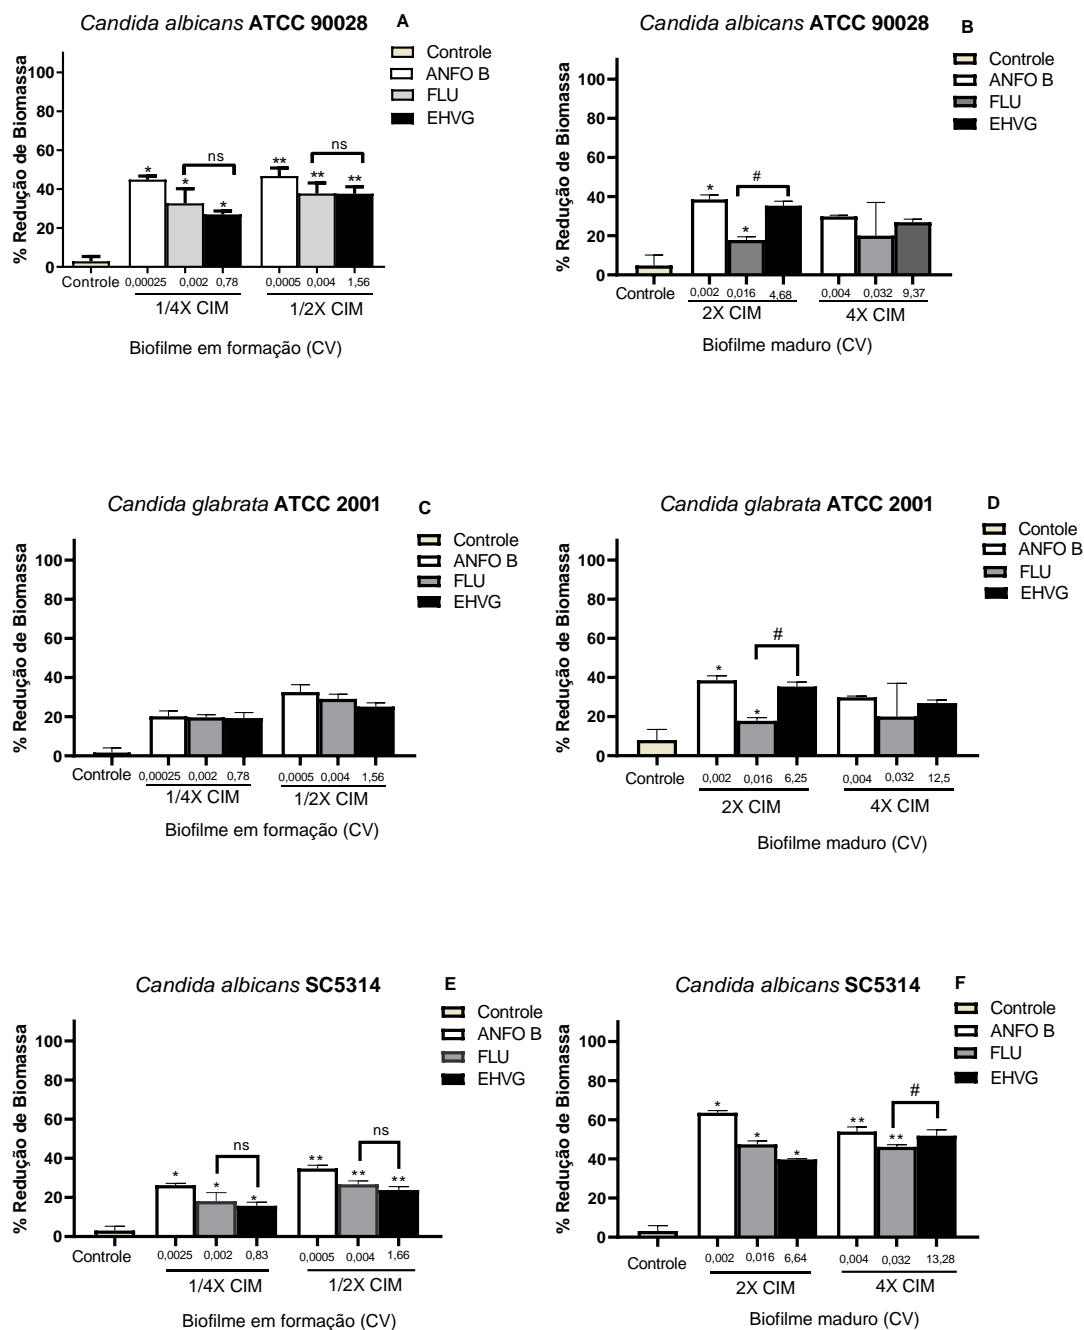 Candida albicans ATCC 90028
A
Controle
ANFO B
FLU
EHVG
% Redução de Biomassa
100
80
60
40
20
0
* * * ns
** ** ** ns
Controle 0,00025 0,002 0,78 0,0005 0,004 1,56
1/4X CIM 1/2X CIM
Biofilme em formação (CV)
Candida albicans ATCC 90028
B
Controle
ANFO B
FLU
EHVG
% Redução de Biomassa
100
80
60
40
20
0
* * #
Controle 0,002 0,016 4,68 0,004 0,032 9,37
2X CIM 4X CIM
Biofilme maduro (CV)
Candida glabrata ATCC 2001
C
Controle
ANFO B
FLU
EHVG
% Redução de Biomassa
100
80
60
40
20
0
Controle 0,00025 0,002 0,78 0,0005 0,004 1,56
1/4X CIM 1/2X CIM
Biofilme em formação (CV)
Candida glabrata ATCC 2001
D
Contole
ANFO B
FLU
EHVG
% Redução de Biomassa
100
80
60
40
20
0
* * #
Controle 0,002 0,016 6,25 0,004 0,032 12,5
2X CIM 4X CIM
Biofilme maduro (CV)
Candida albicans SC5314
E
Controle
ANFO B
FLU
EHVG
% Redução de Biomassa
100
80
60
40
20
0
* * * ns
** ** ** ns
Controle 0,0025 0,002 0,83 0,0005 0,004 1,66
1/4X CIM 1/2X CIM
Biofilme em formação (CV)
Candida albicans SC5314
F
Controle
ANFO B
FLU
EHVG
% Redução de Biomassa
100
80
60
40
20
0
* * *
** ** #
Controle 0,002 0,016 6,64 0,004 0,032 13,28
2X CIM 4X CIM
Biofilme maduro (CV)